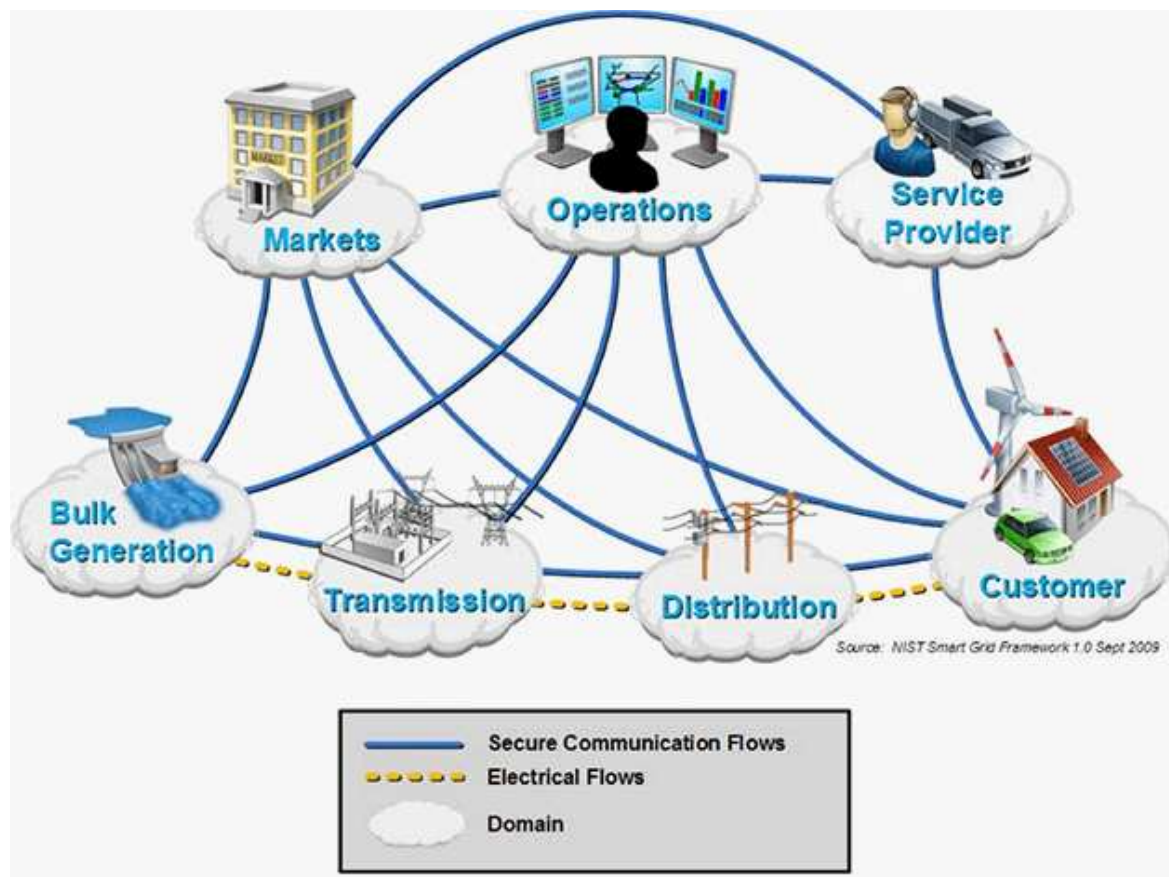 MARKET
Markets
Operations
Service
Provider
Bulk
Generation
Transmission
Distribution
Customer
Source: NIST Smart Grid Framework 1.0 Sept 2009
Secure Communication Flows
Electrical Flows
Domain